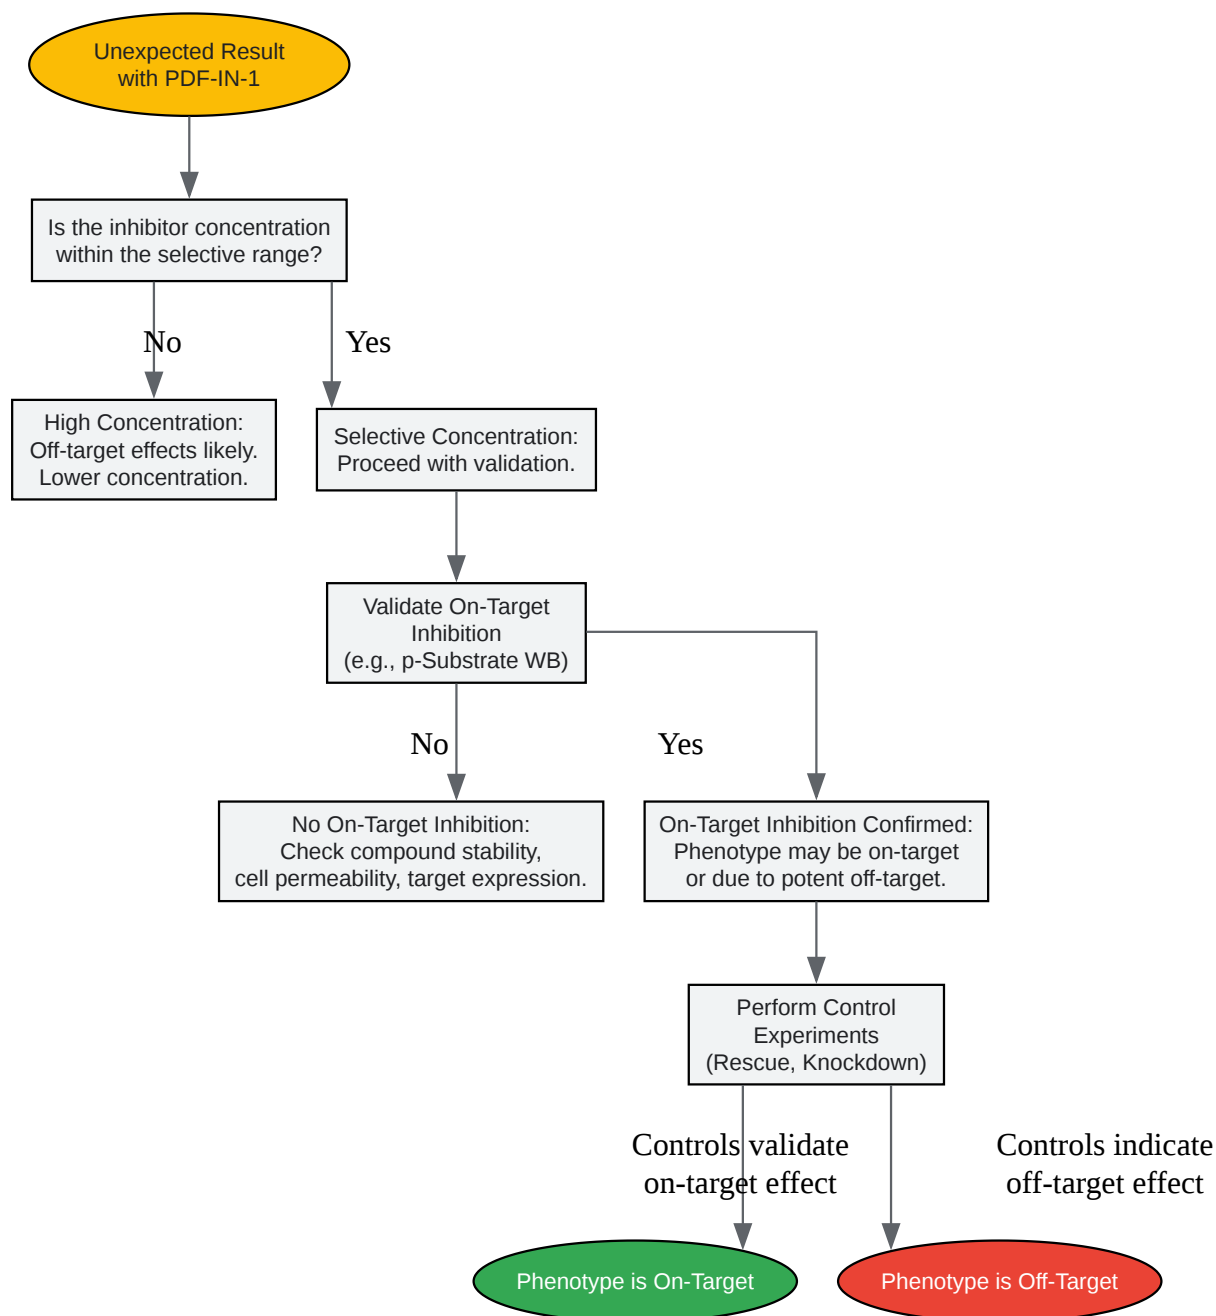 Unexpected Result
with PDF-IN-1
Is the inhibitor concentration
within the selective range?
No
Yes
High Concentration:
Off-target effects likely.
Lower concentration.
Selective Concentration:
Proceed with validation.
Validate On-Target
Inhibition
(e.g., p-Substrate WB)
No
Yes
No On-Target Inhibition:
Check compound stability,
cell permeability, target expression.
On-Target Inhibition Confirmed:
Phenotype may be on-target
or due to potent off-target.
Perform Control
Experiments
(Rescue, Knockdown)
Controls validate
on-target effect
Controls indicate
off-target effect
Phenotype is On-Target
Phenotype is Off-Target